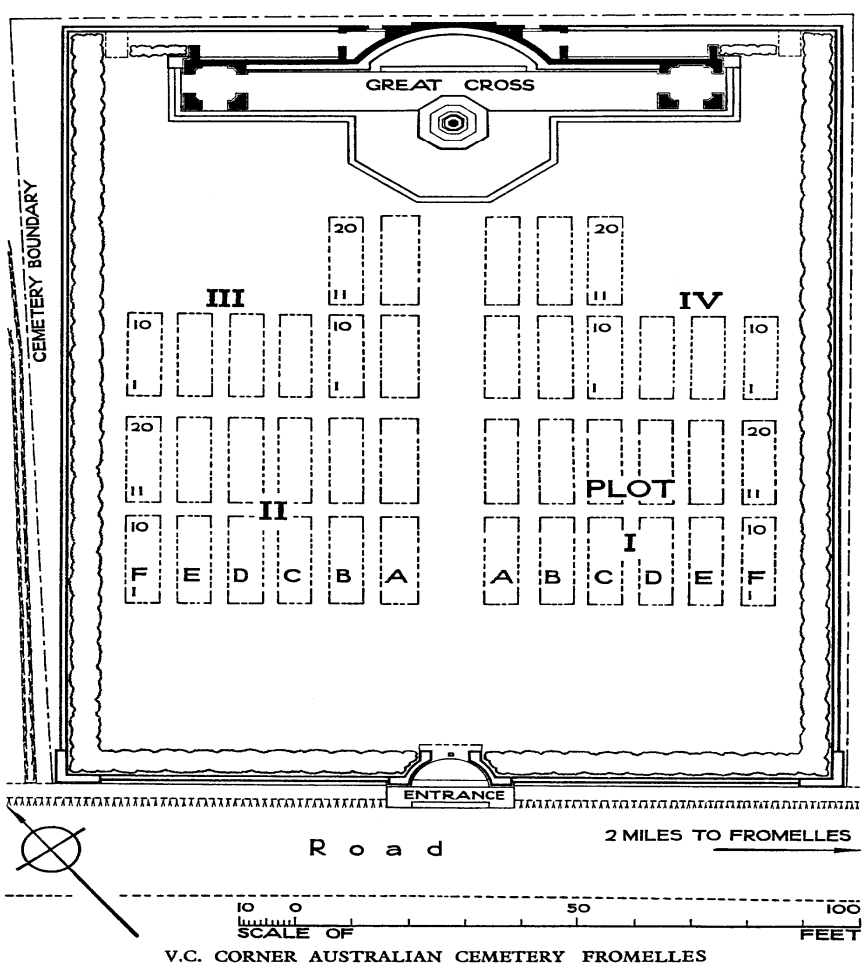 GREAT CROSS
CEMETERY BOUNDARY
20 20
11 11
III IV
10 10 10 10
1 1 1 1
20 20
11 PLOT 11
II
10 I 10
F E D C B A A B C D E F
1 1
ENTRANCE
Road
2 MILES TO FROMELLES
10 0 50 100
SCALE OF FEET
V.C. CORNER AUSTRALIAN CEMETERY FROMELLES